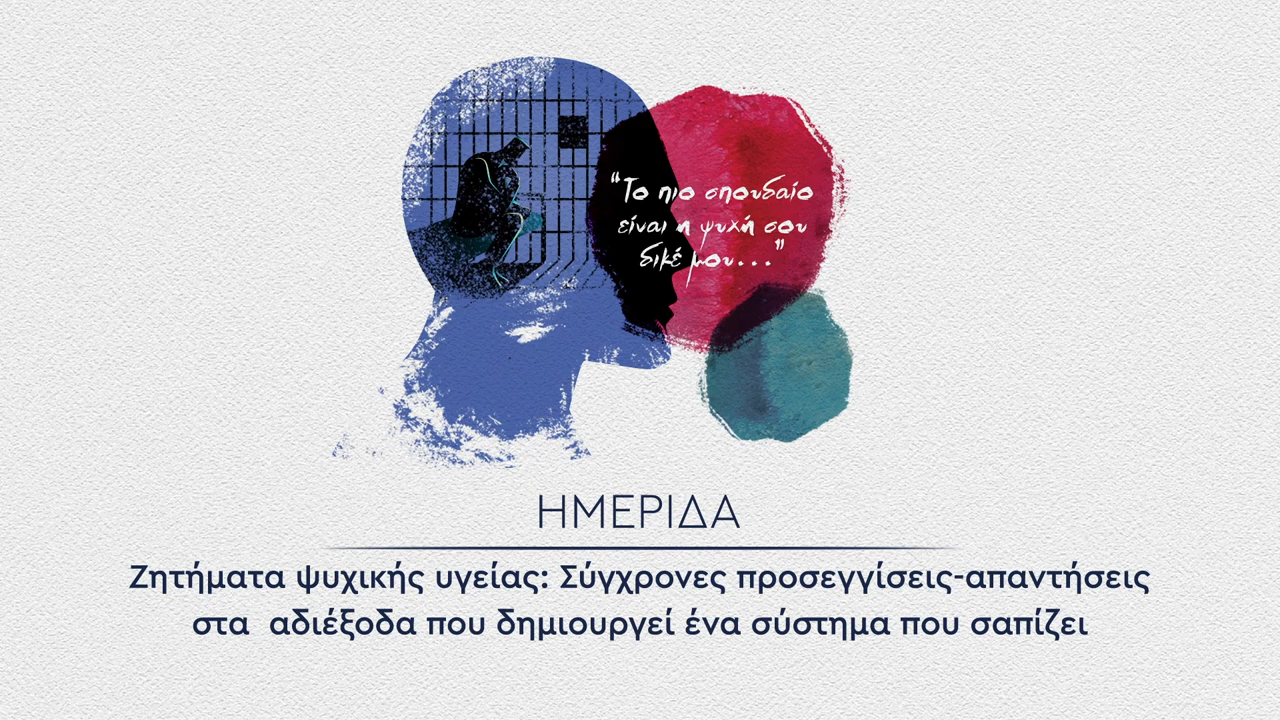 “Το πιο σπουδαίο
είναι η ψυχή σου
δικέ μου...”
ΗΜΕΡΙΔΑ
Ζητήματα ψυχικής υγείας: Σύγχρονες προσεγγίσεις-απαντήσεις
στα αδιέξοδα που δημιουργεί ένα σύστημα που σαπίζει